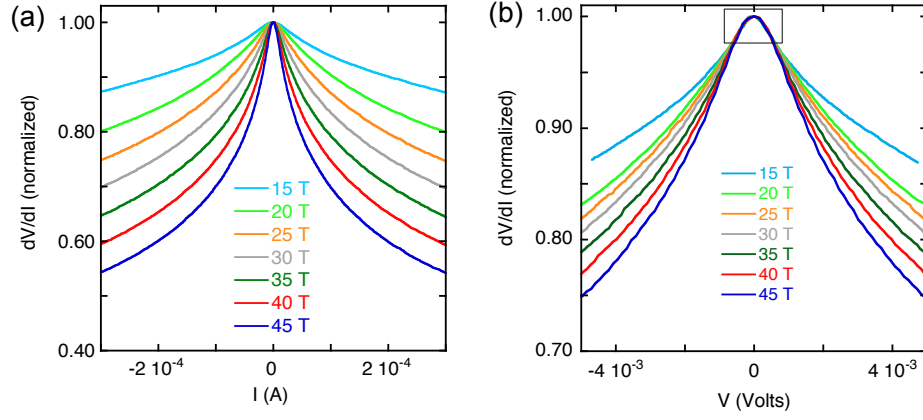 (a)
1.00
0.80
0.60
0.40
dV/dI (normalized)
15 T
20 T
25 T
30 T
35 T
40 T
45 T
-2 10⁻⁴
0
2 10⁻⁴
I (A)
(b)
1.00
0.90
0.80
0.70
dV/dI (normalized)
15 T
20 T
25 T
30 T
35 T
40 T
45 T
-4 10⁻³
0
4 10⁻³
V (Volts)